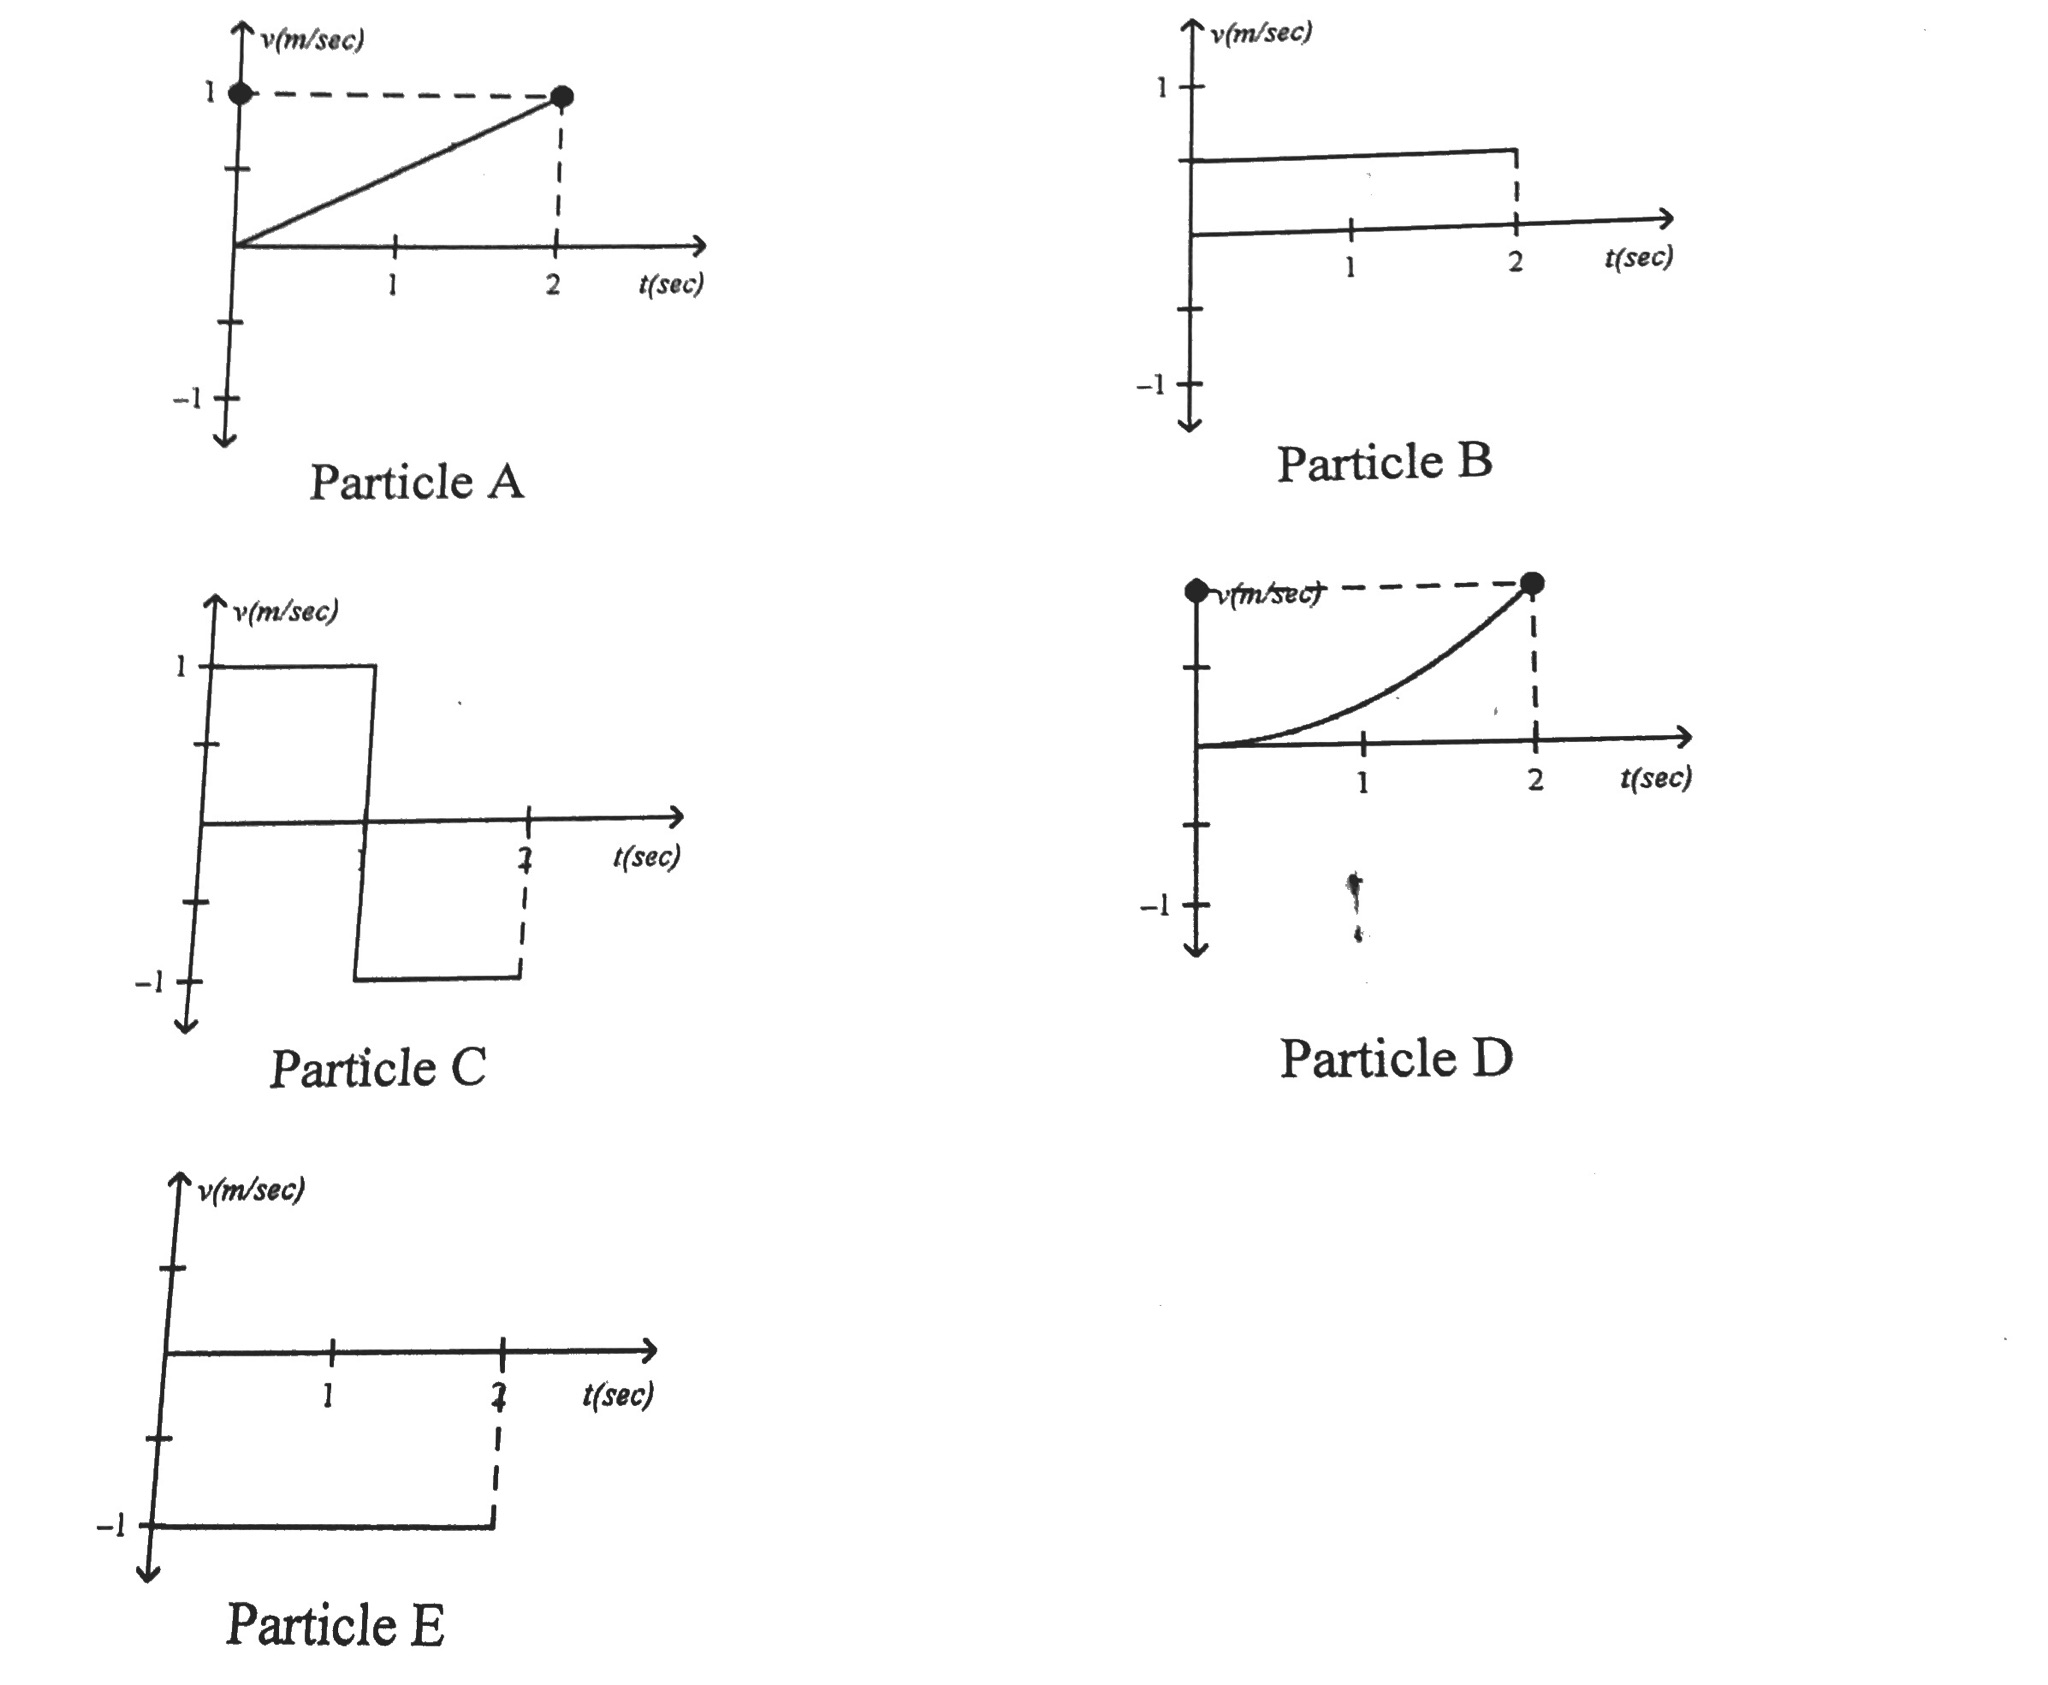 v(m/sec)
1
1
2
t(sec)
-1
Particle A
v(m/sec)
1
1
2
t(sec)
-1
Particle B
v(m/sec)
1
1
2
t(sec)
-1
Particle C
v(m/sec)
1
2
t(sec)
-1
Particle D
v(m/sec)
1
2
t(sec)
-1
Particle E